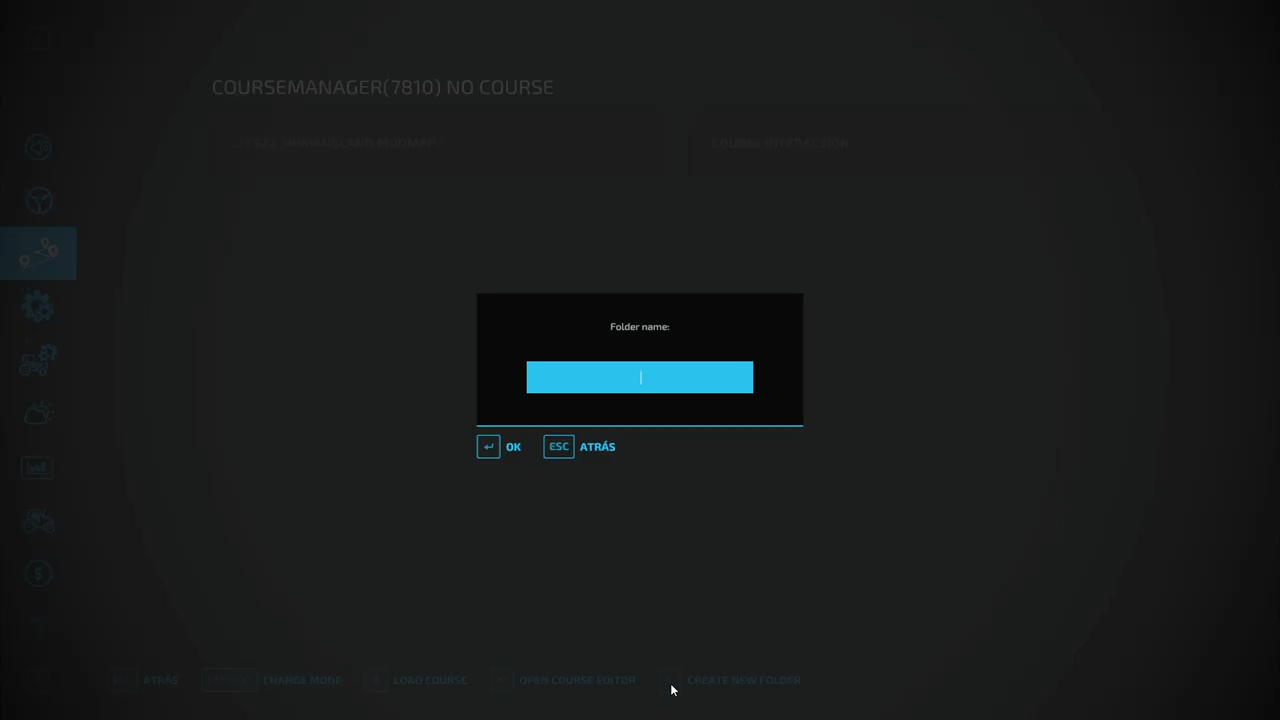 COURSEMANAGER(7810) NO COURSE
COURSE INTERACTION
Folder name:
OK
ESC ATRÁS
ATRÁS
CHANGE MODE
LOAD COURSE
OPEN COURSE EDITOR
CREATE NEW FOLDER